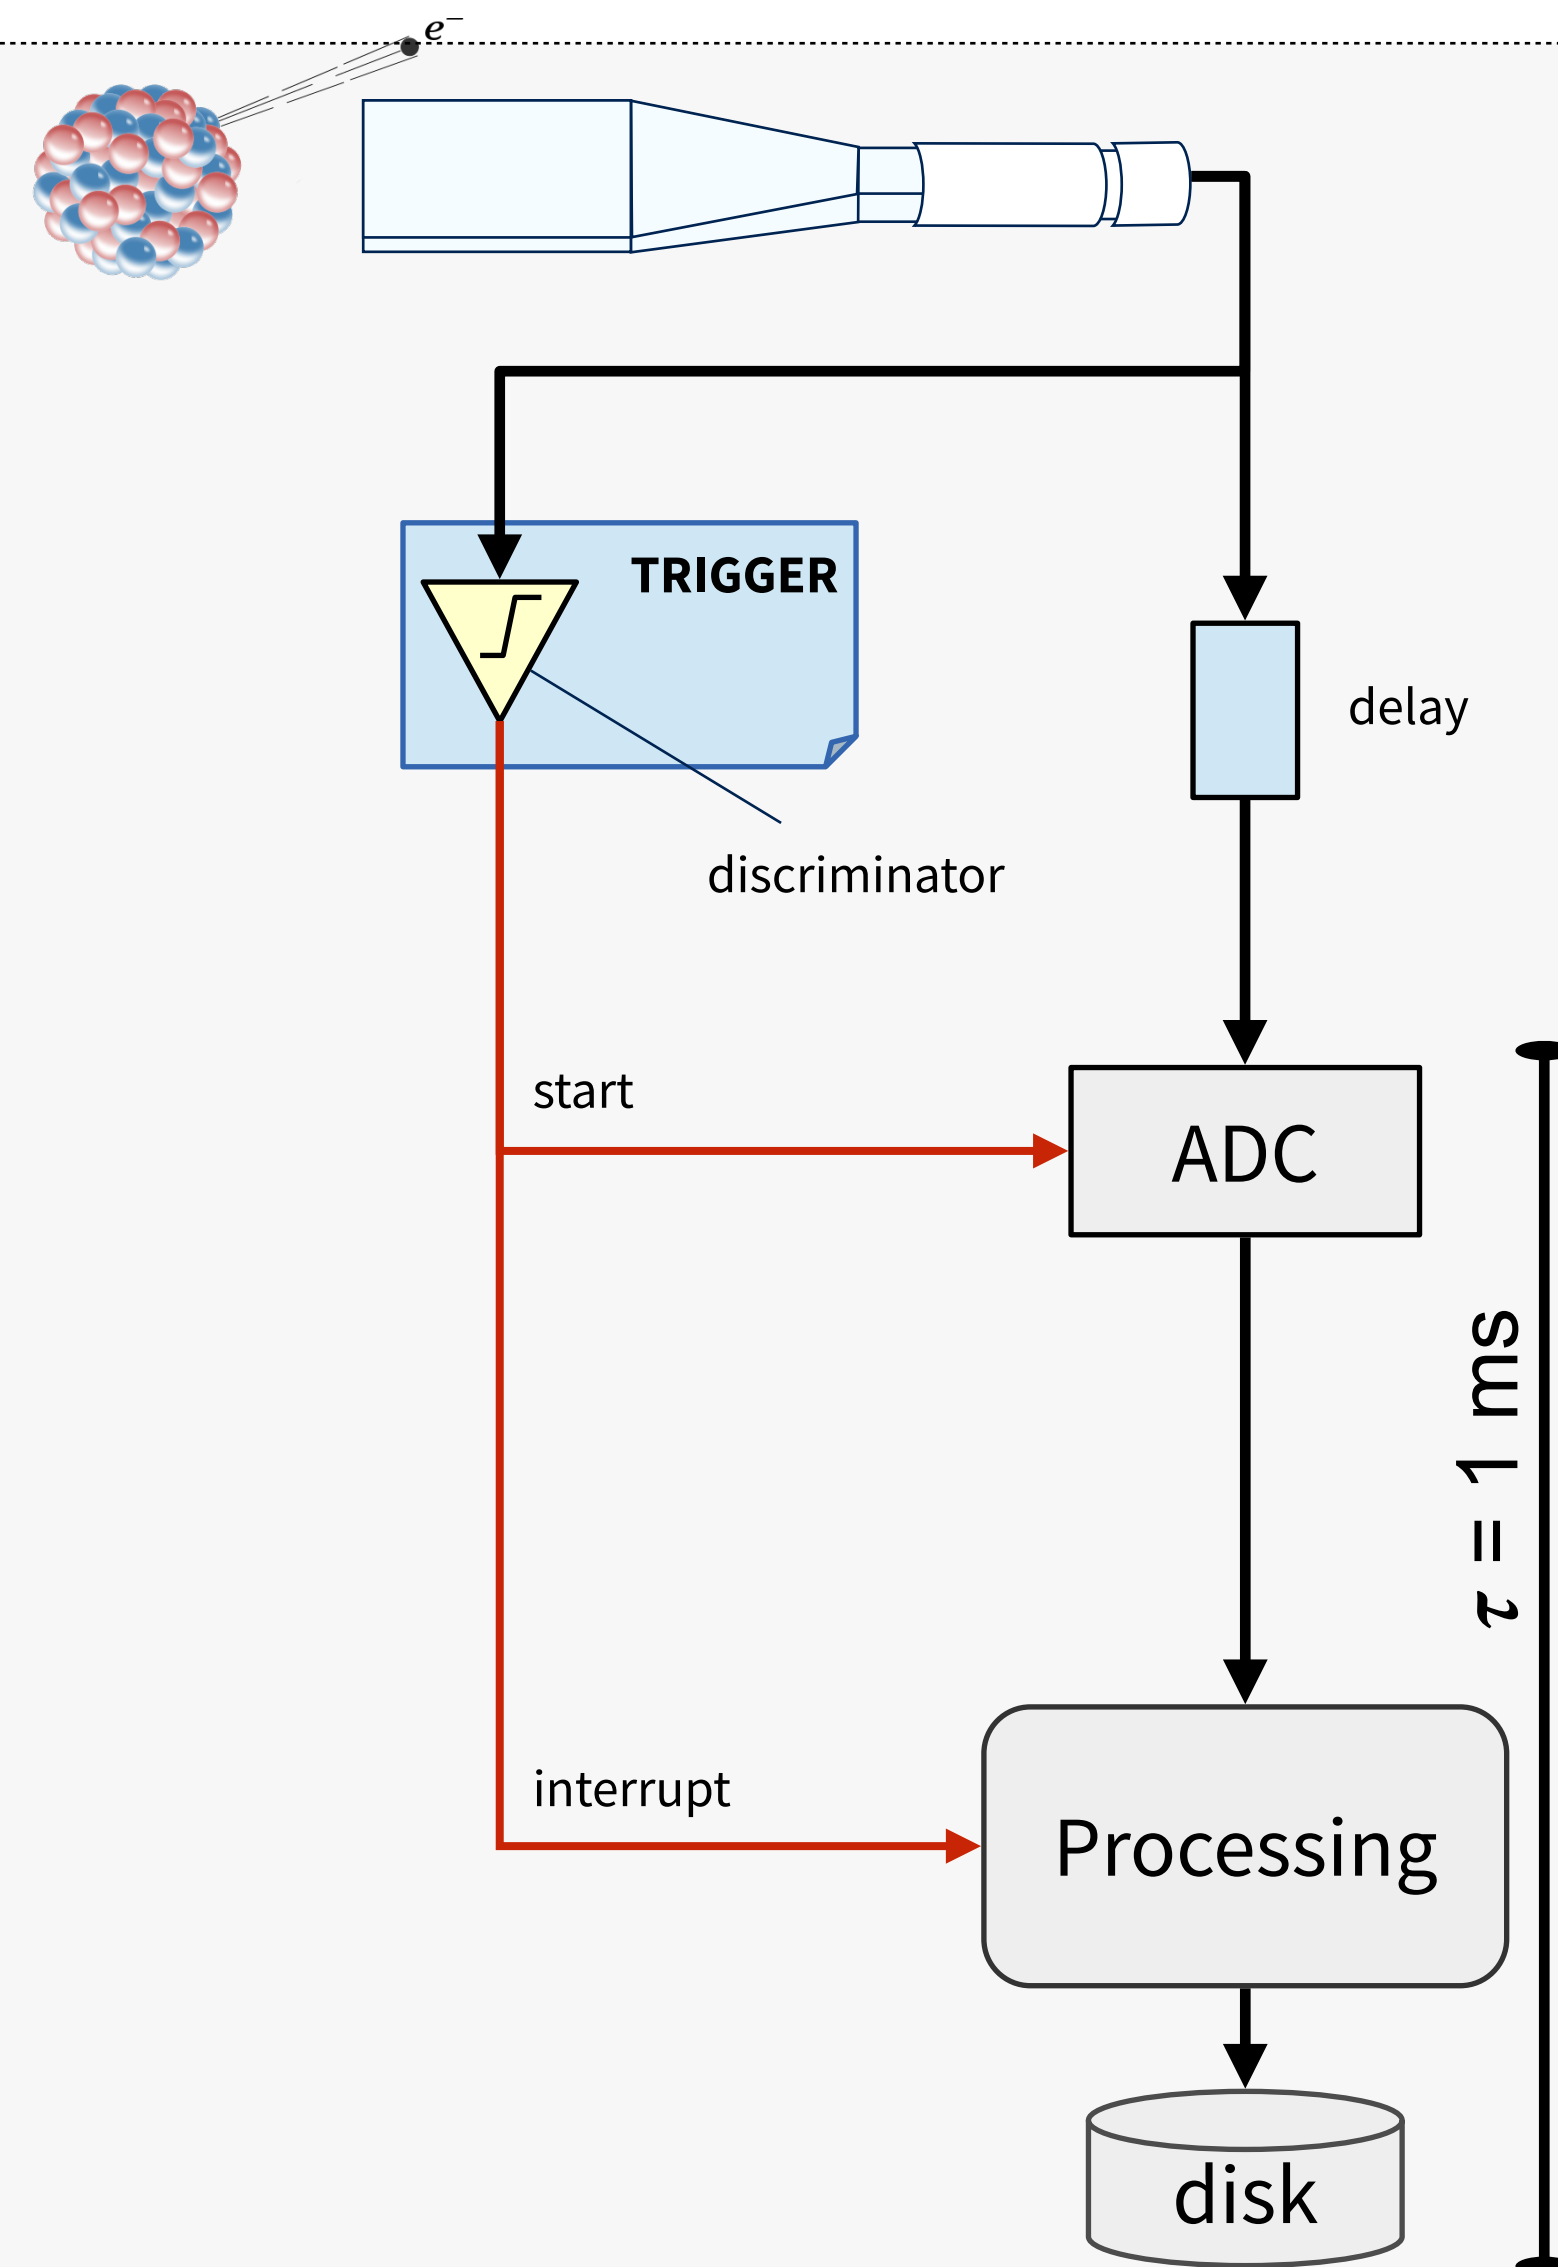 e⁻
TRIGGER
delay
discriminator
start
ADC
τ = 1 ms
interrupt
Processing
disk